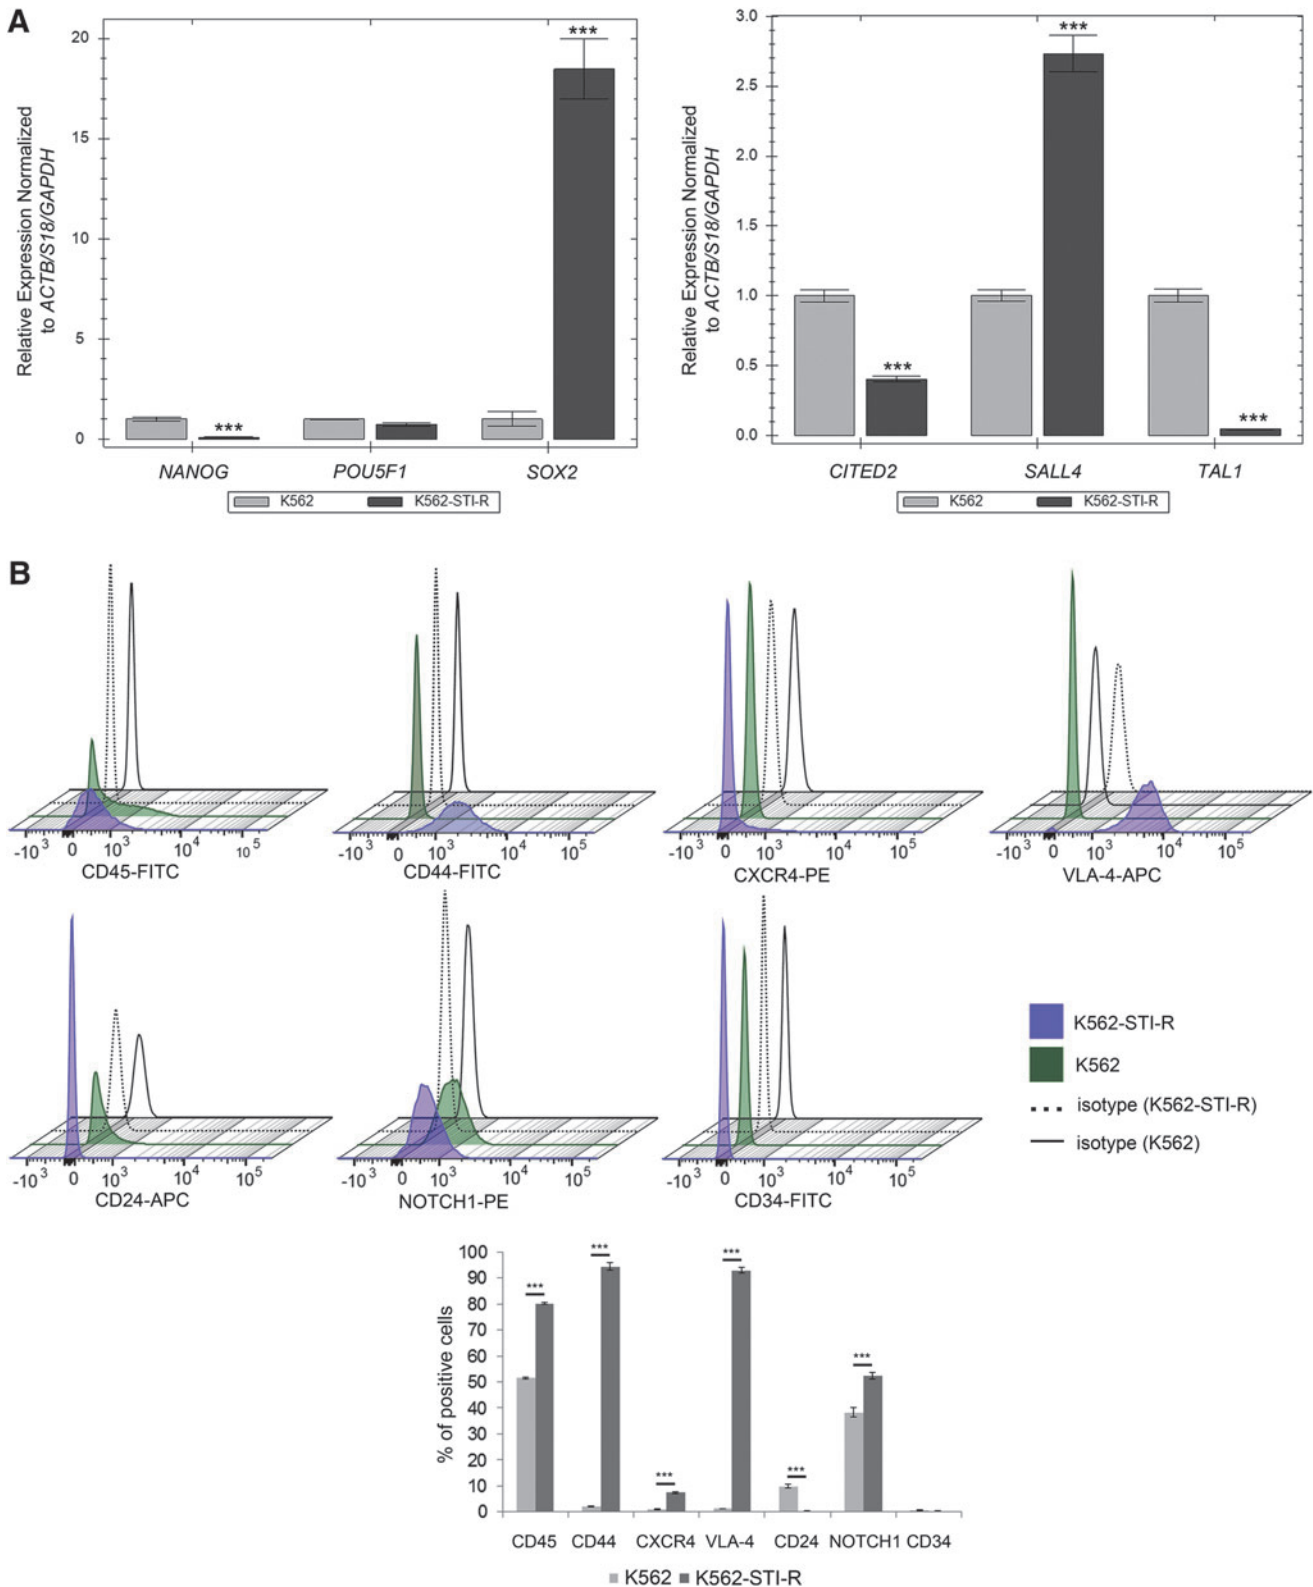 A
Relative Expression Normalized
to ACTB/S18/GAPDH
20
15
10
5
0
***
***
NANOG POU5F1 SOX2
K562 K562-STI-R
Relative Expression Normalized
to ACTB/S18/GAPDH
3.0
2.5
2.0
1.5
1.0
0.5
0.0
***
***
***
CITED2 SALL4 TAL1
K562 K562-STI-R
B
-10³ 0 10³ 10⁴ 10⁵
CD45-FITC
-10³ 0 10³ 10⁴ 10⁵
CD44-FITC
-10³ 0 10³ 10⁴ 10⁵
CXCR4-PE
-10³ 0 10³ 10⁴ 10⁵
VLA-4-APC
-10³ 0 10³ 10⁴ 10⁵
CD24-APC
-10³ 0 10³ 10⁴ 10⁵
NOTCH1-PE
-10³ 0 10³ 10⁴ 10⁵
CD34-FITC
K562-STI-R
K562
isotype (K562-STI-R)
isotype (K562)
% of positive cells
100
90
80
70
60
50
40
30
20
10
0
***
***
***
***
***
***
CD45 CD44 CXCR4 VLA-4 CD24 NOTCH1 CD34
K562 K562-STI-R